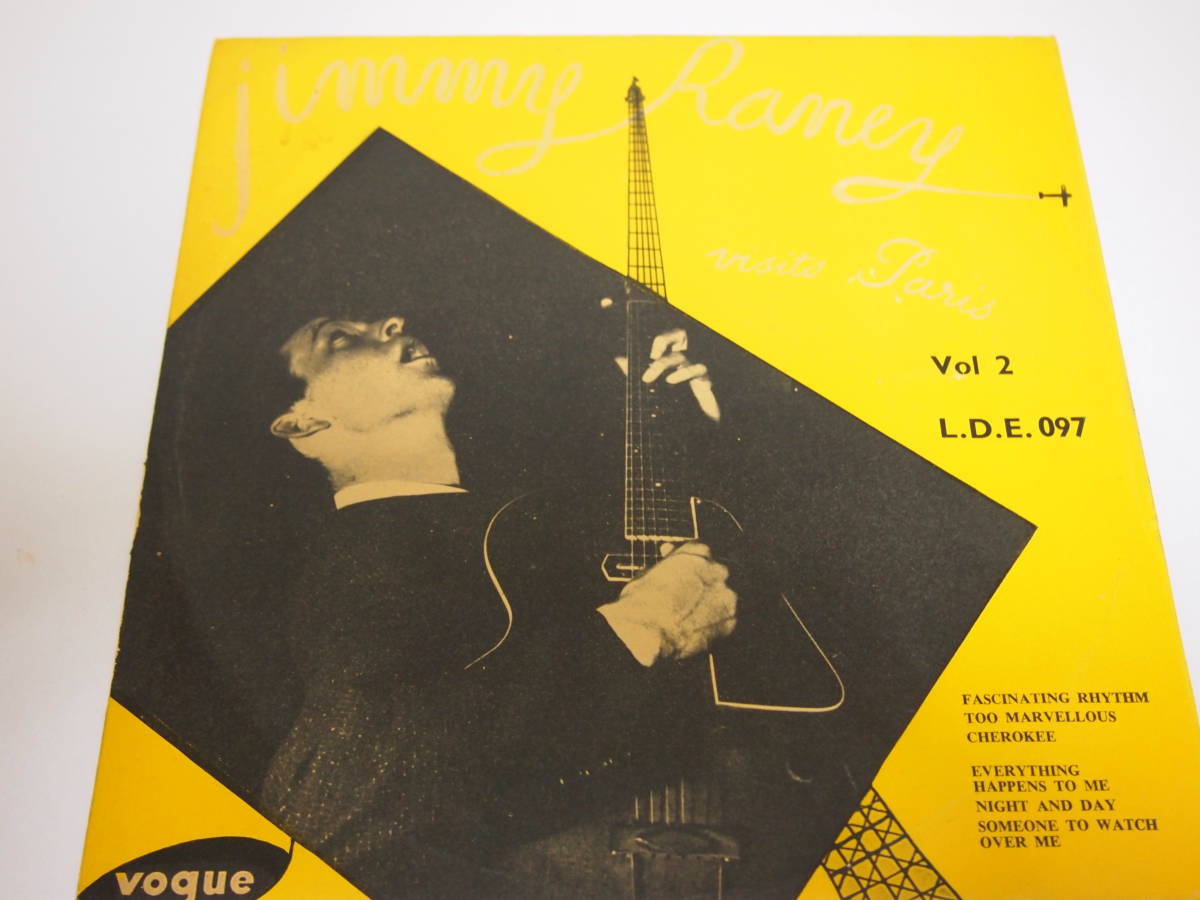 jimmy Raney
visits Paris
Vol 2
L.D.E. 097
FASCINATING RHYTHM
TOO MARVELLOUS
CHEROKEE
EVERYTHING
HAPPENS TO ME
NIGHT AND DAY
SOMEONE TO WATCH
OVER ME
vogue